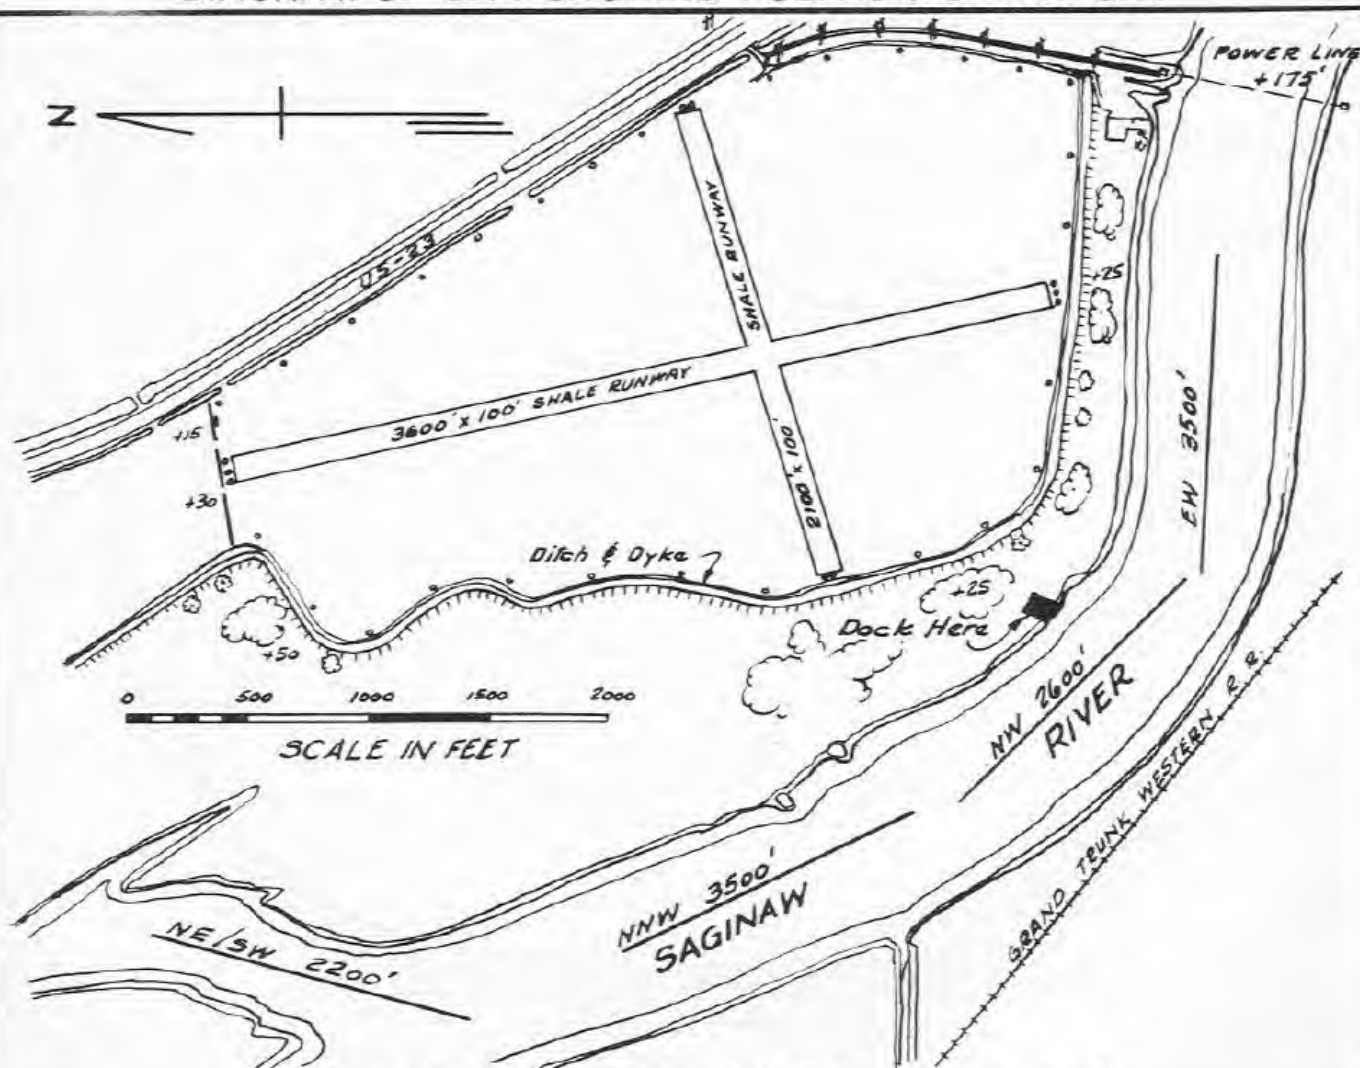 POWER LINE
+175'
N
US-23
SHALE RUNWAY
+25
3600' x 100' SHALE RUNWAY
+15
2100' x 100'
EW 3500'
+30
Ditch & Dyke
+25
Dock Here
+50
0 500 1000 1500 2000
SCALE IN FEET
NW 2600'
RIVER
GRAND TRUNK WESTERN R. R.
NNW 3500'
SAGINAW
NE/SW 2200'